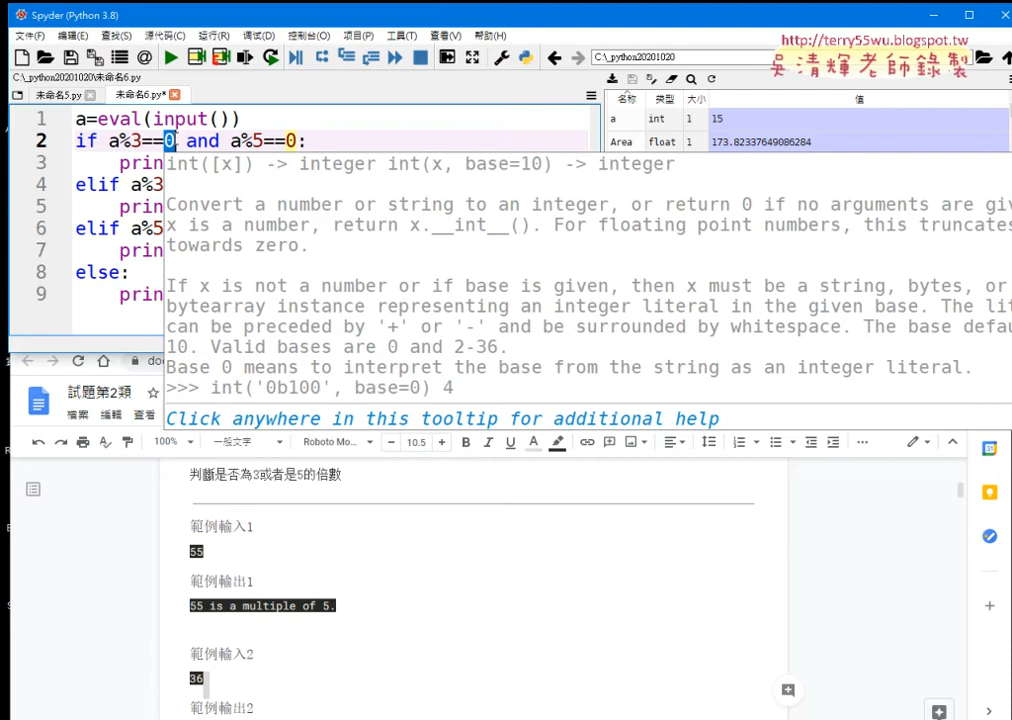 Spyder (Python 3.8)
http://terry55wu.blogspot.tw
吳清輝老師錄製
文件(F) 编辑(E) 查找(S) 源代码(C) 运行(R) 调试(D) 控制台(O) 项目(P) 工具(T) 查看(V) 帮助(H)
C:\_python20201020
C:\_python20201020\未命名6.py
未命名5.py 未命名6.py*
名称 类型 大小 值
a int 1 15
Area float 1 173.82337649086284
1 a=eval(input())
2 if a%3==0 and a%5==0:
3 prin
4 elif a%3
5 prin
6 elif a%5
7 prin
8 else:
9 prin
int([x]) -> integer int(x, base=10) -> integer
Convert a number or string to an integer, or return 0 if no arguments are giv
x is a number, return x.__int__(). For floating point numbers, this truncates
towards zero.
If x is not a number or if base is given, then x must be a string, bytes, or
bytearray instance representing an integer literal in the given base. The lit
can be preceded by '+' or '-' and be surrounded by whitespace. The base defau
10. Valid bases are 0 and 2-36.
Base 0 means to interpret the base from the string as an integer literal.
>>> int('0b100', base=0) 4
Click anywhere in this tooltip for additional help
doc
試題第2類
檔案 編輯 查看
100% 一般文字 Roboto Mo... 10.5 B I U A
判斷是否為3或者是5的倍數
範例輸入1
55
範例輸出1
55 is a multiple of 5.
範例輸入2
36
範例輸出2